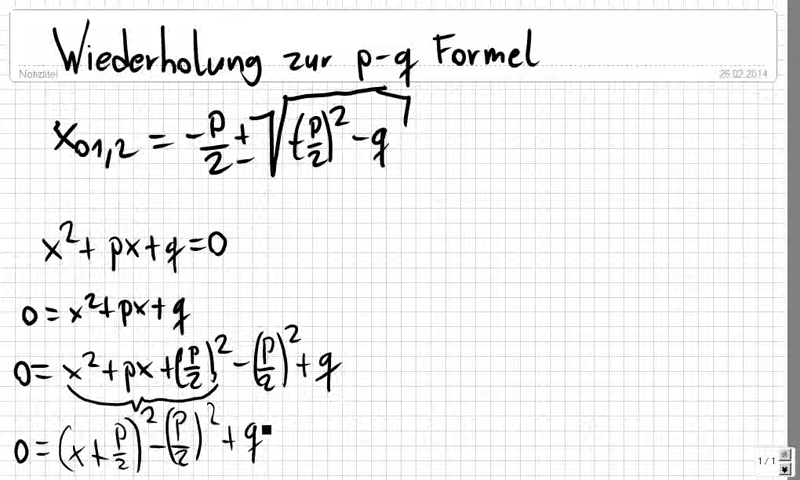 Wiederholung zur p-q Formel
Notiztitel 26.02.2014
x₀₁,₂ = -p/2 ± √((p/2)² - q)
x² + px + q = 0
0 = x² + px + q
0 = x² + px + (p/2)² - (p/2)² + q
0 = (x + p/2)² - (p/2)² + q
1/1